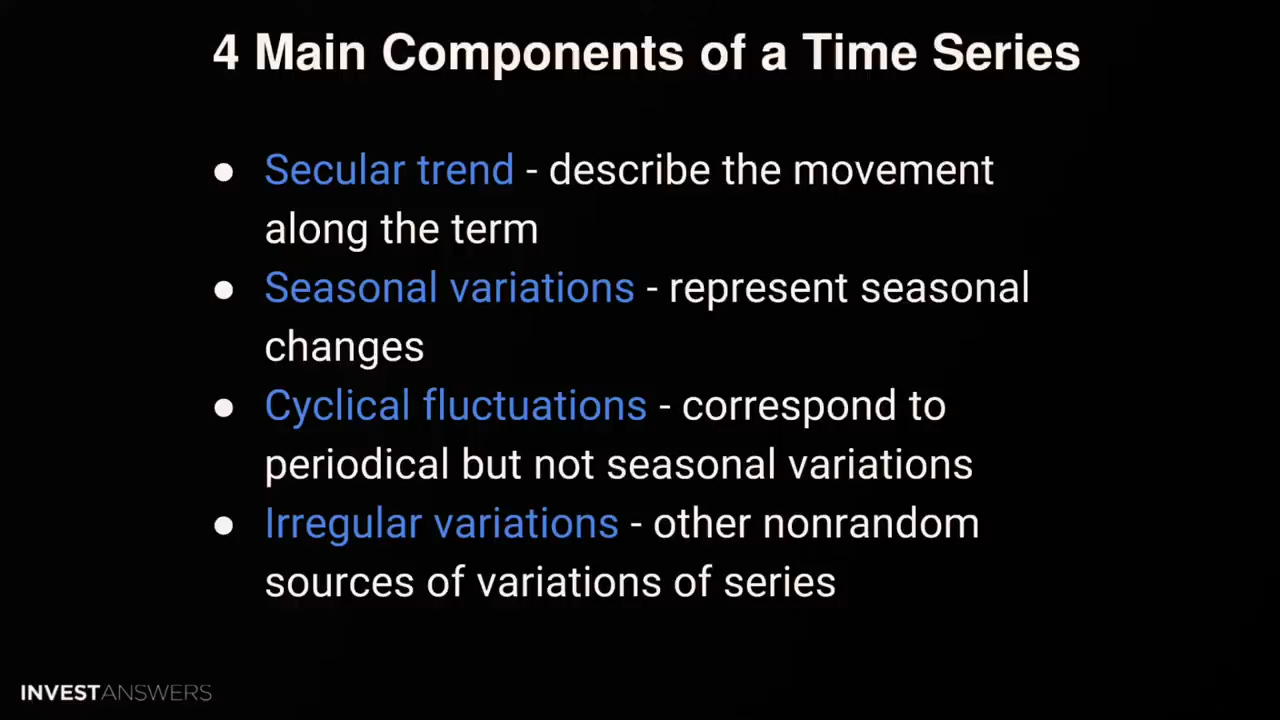 4 Main Components of a Time Series
● Secular trend - describe the movement
along the term
● Seasonal variations - represent seasonal
changes
● Cyclical fluctuations - correspond to
periodical but not seasonal variations
● Irregular variations - other nonrandom
sources of variations of series
INVESTANSWERS